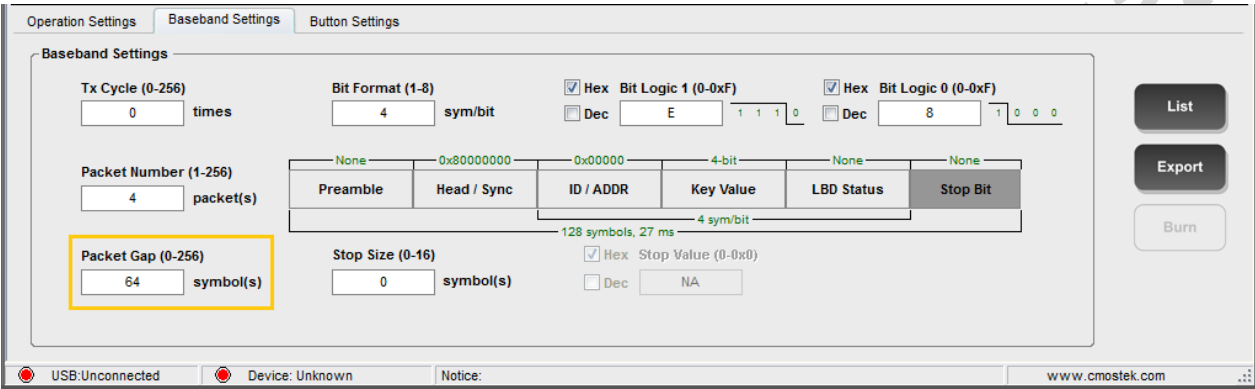 Operation Settings Baseband Settings Button Settings
Baseband Settings
Tx Cycle (0-256) Bit Format (1-8) Hex Bit Logic 1 (0-0xF) Hex Bit Logic 0 (0-0xF)
0 times 4 sym/bit Dec E 1 1 1 0 Dec 8 1 0 0 0
List
None 0x80000000 0x00000 4-bit None None
Packet Number (1-256) Preamble Head / Sync ID / ADDR Key Value LBD Status Stop Bit
Export
4 packet(s)
4 sym/bit
128 symbols, 27 ms
Burn
Packet Gap (0-256) Stop Size (0-16) Hex Stop Value (0-0x0)
64 symbol(s) 0 symbol(s) Dec NA
USB:Unconnected Device: Unknown Notice: www.cmostek.com